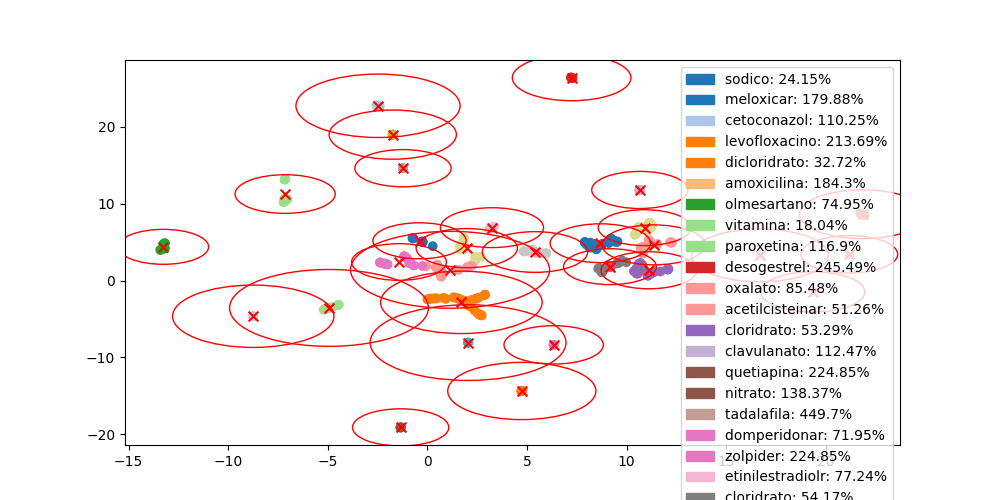 20
10
0
−10
−20
−15
−10
−5
0
5
10
15
20
sodico: 24.15%
meloxicar: 179.88%
cetoconazol: 110.25%
levofloxacino: 213.69%
dicloridrato: 32.72%
amoxicilina: 184.3%
olmesartano: 74.95%
vitamina: 18.04%
paroxetina: 116.9%
desogestrel: 245.49%
oxalato: 85.48%
acetilcisteinar: 51.26%
cloridrato: 53.29%
clavulanato: 112.47%
quetiapina: 224.85%
nitrato: 138.37%
tadalafila: 449.7%
domperidonar: 71.95%
zolpider: 224.85%
etinilestradiolr: 77.24%
cloridrato: 54.17%